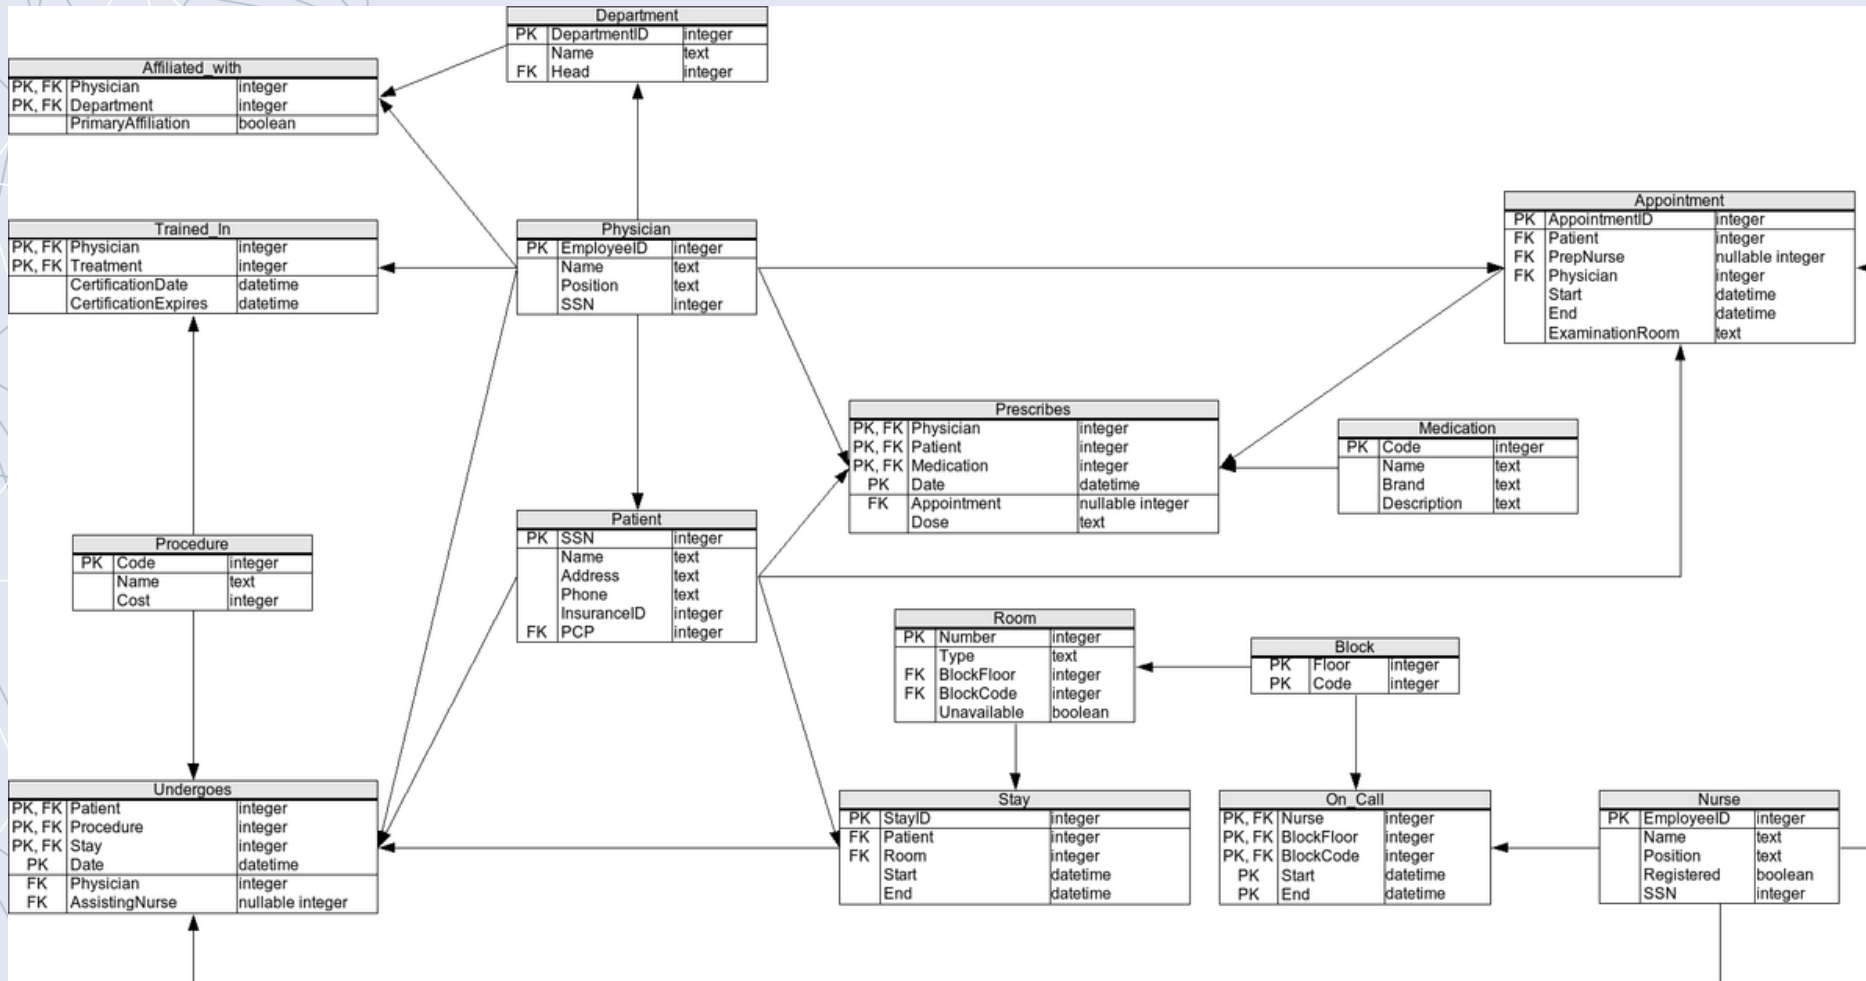 Department
PK DepartmentID integer
Name text
FK Head integer
Affiliated_with
PK, FK Physician integer
PK, FK Department integer
PrimaryAffiliation boolean
Trained_In
PK, FK Physician integer
PK, FK Treatment integer
CertificationDate datetime
CertificationExpires datetime
Physician
PK EmployeeID integer
Name text
Position text
SSN integer
Appointment
PK AppointmentID integer
FK Patient integer
FK PrepNurse nullable integer
FK Physician integer
Start datetime
End datetime
ExaminationRoom text
Prescribes
PK, FK Physician integer
PK, FK Patient integer
PK, FK Medication integer
PK Date datetime
FK Appointment nullable integer
Dose text
Medication
PK Code integer
Name text
Brand text
Description text
Procedure
PK Code integer
Name text
Cost integer
Patient
PK SSN integer
Name text
Address text
Phone text
InsuranceID integer
FK PCP integer
Room
PK Number integer
Type text
FK BlockFloor integer
FK BlockCode integer
Unavailable boolean
Block
PK Floor integer
PK Code integer
Undergoes
PK, FK Patient integer
PK, FK Procedure integer
PK, FK Stay integer
PK Date datetime
FK Physician integer
FK AssistingNurse nullable integer
Stay
PK StayID integer
FK Patient integer
FK Room integer
Start datetime
End datetime
On_Call
PK, FK Nurse integer
PK, FK BlockFloor integer
PK, FK BlockCode integer
PK Start datetime
PK End datetime
Nurse
PK EmployeeID integer
Name text
Position text
Registered boolean
SSN integer